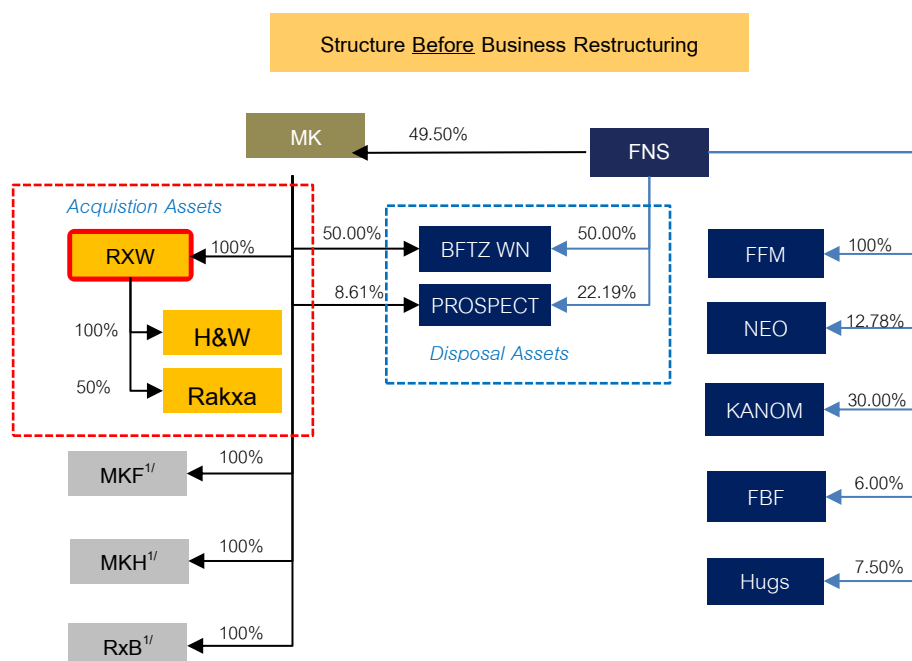 Structure Before Business Restructuring
MK
49.50%
FNS
Acquistion Assets
RXW
100%
50.00%
BFTZ WN
50.00%
FFM
100%
8.61%
PROSPECT
22.19%
100%
H&W
Disposal Assets
NEO
12.78%
50%
Rakxa
KANOM
30.00%
MKF1/
100%
FBF
6.00%
MKH1/
100%
Hugs
7.50%
RxB1/
100%